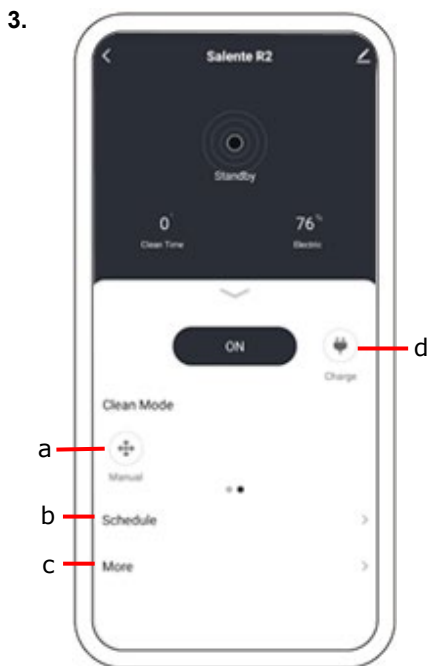 3.
Salente R2
Standby
0'
76%
Clean Time
Electric
ON
d
Charge
Clean Mode
a
Manual
b
Schedule
c
More